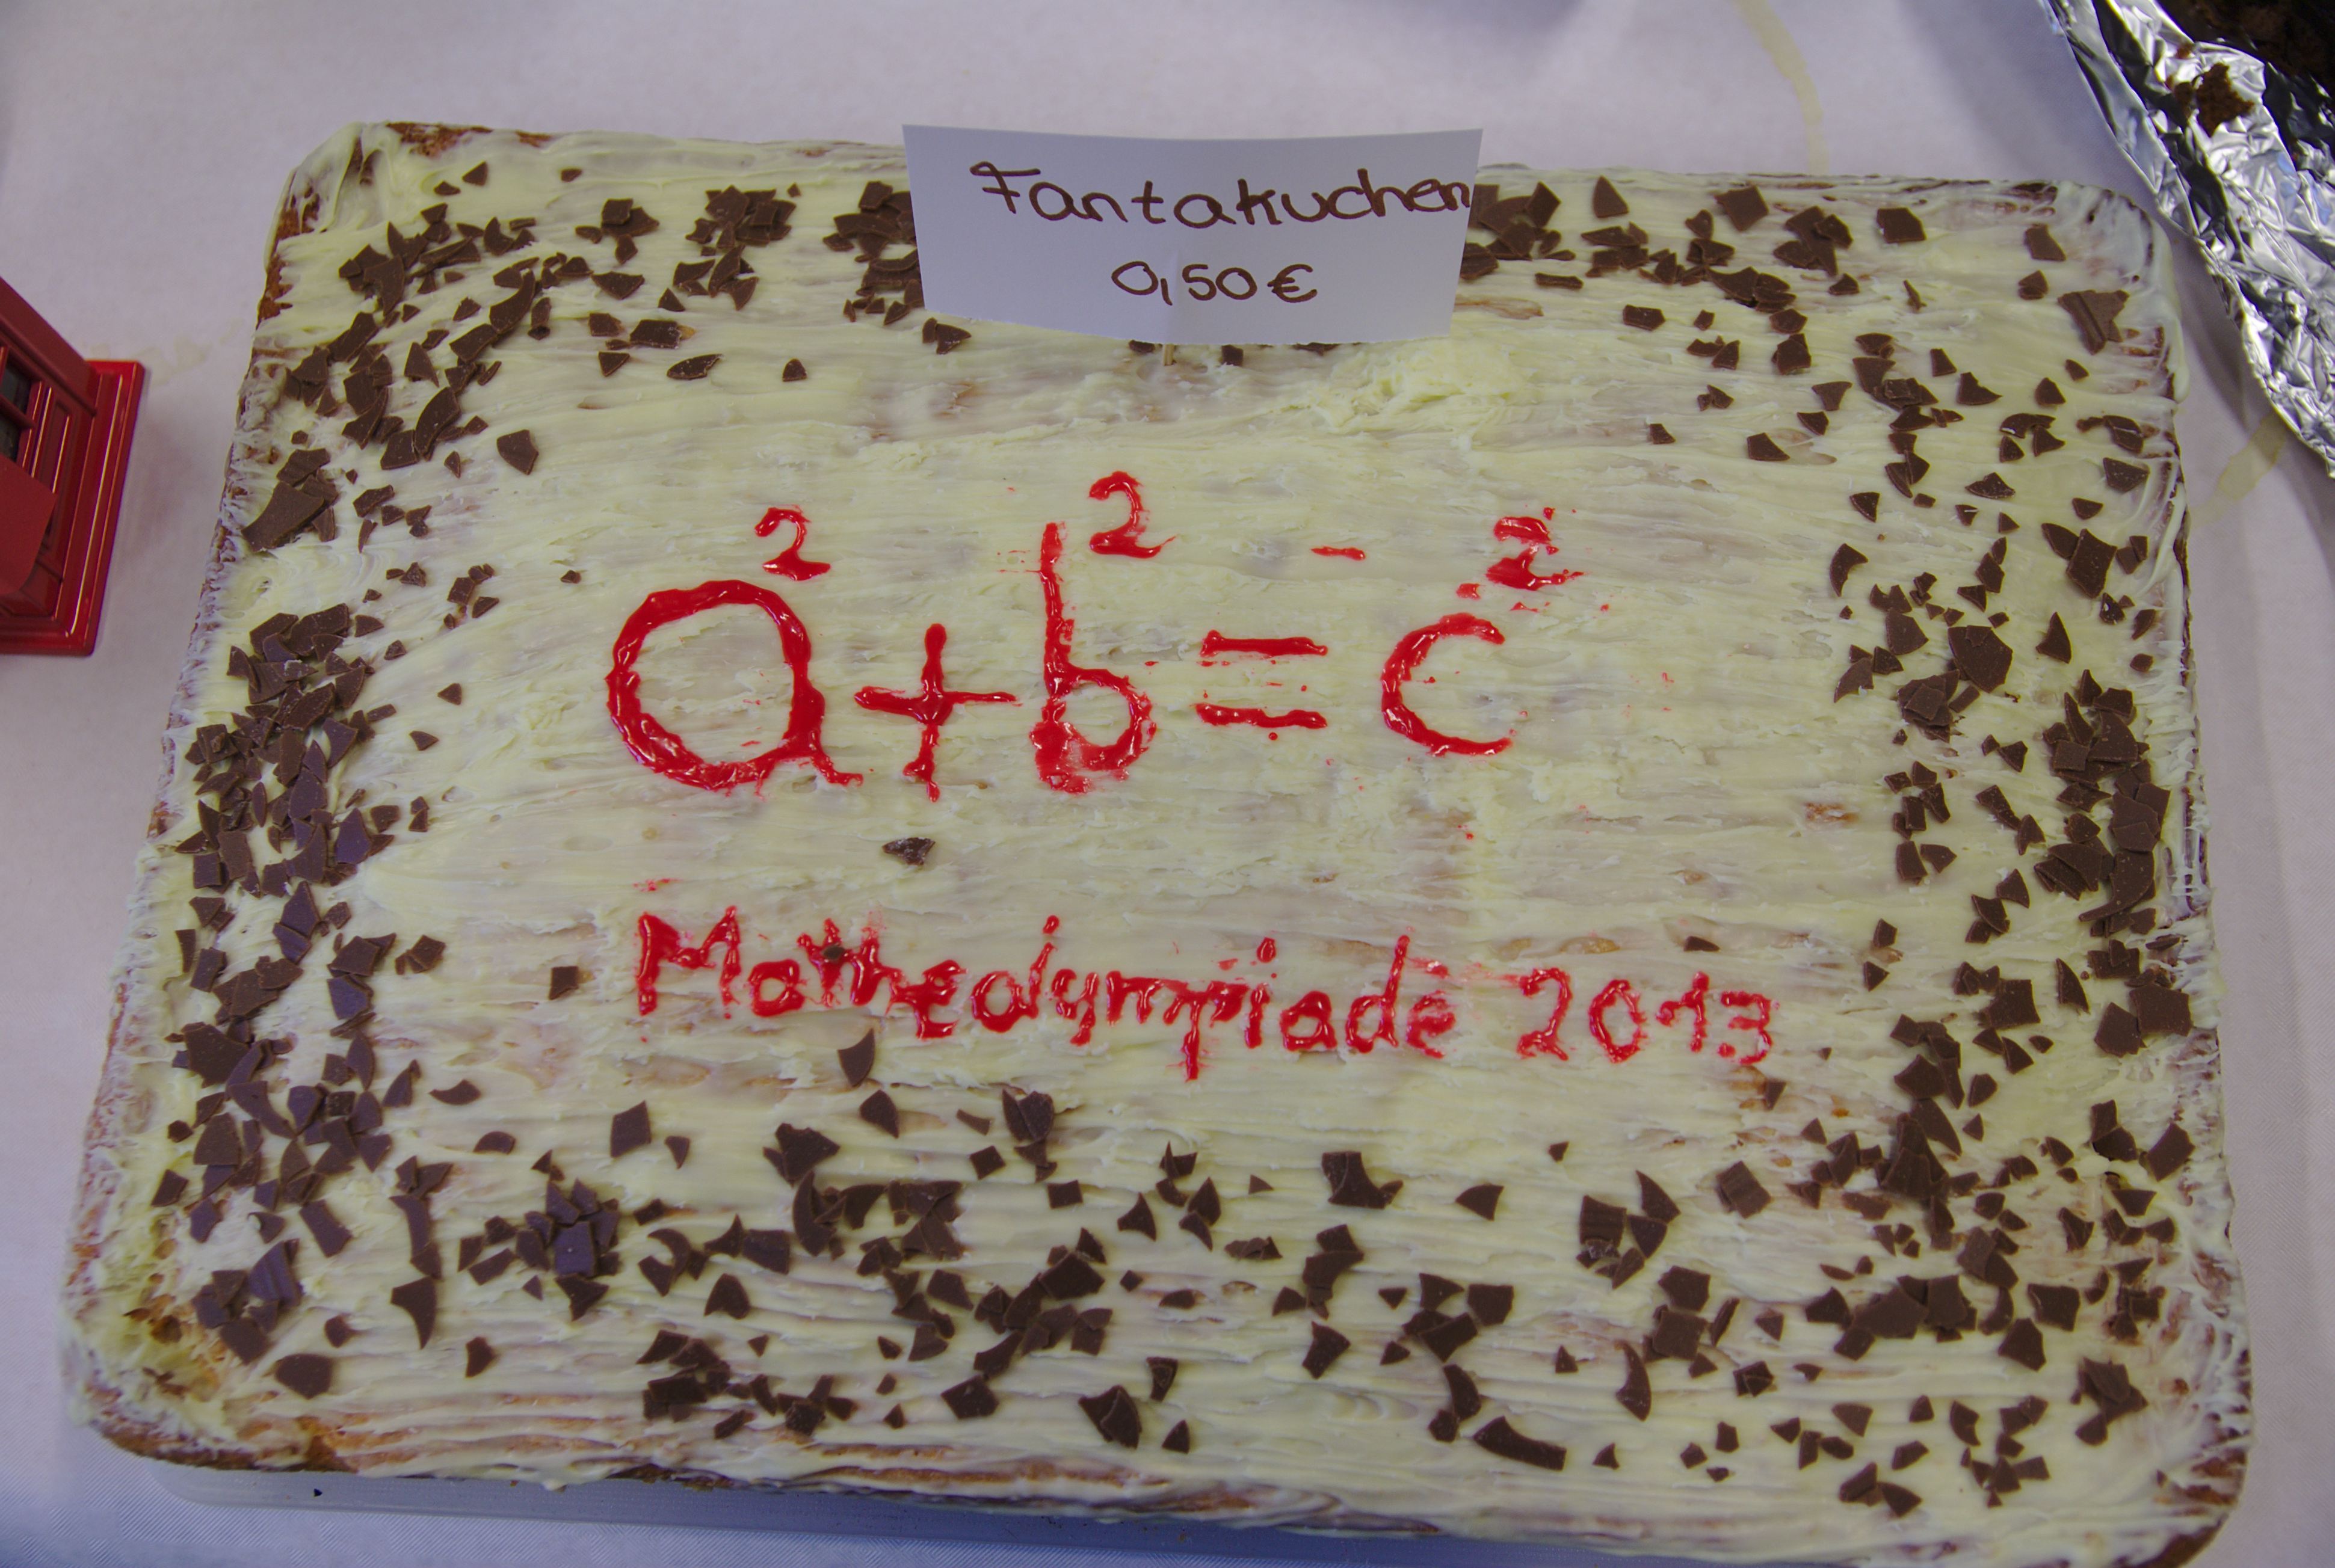 Fantakuchen
0,50€
a²+b²=c²
Matheolympiade 2013